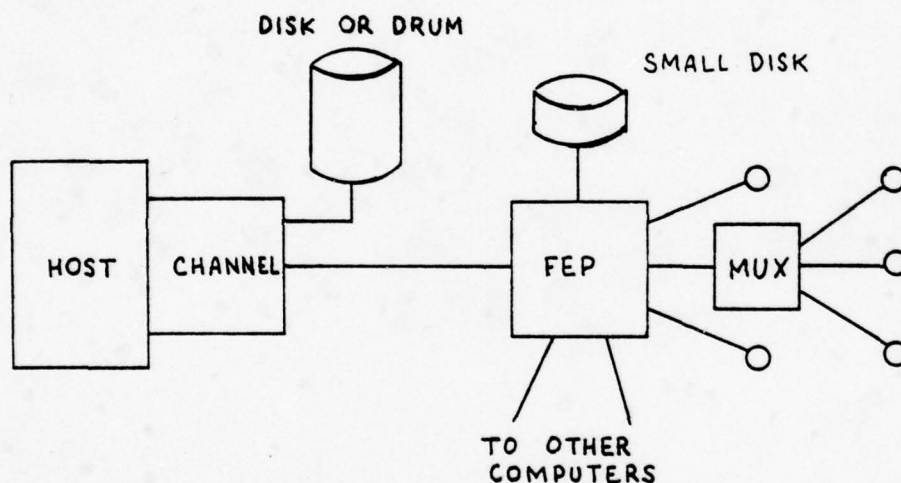 DISK OR DRUM
SMALL DISK
HOST
CHANNEL
FEP
MUX
TO OTHER
COMPUTERS